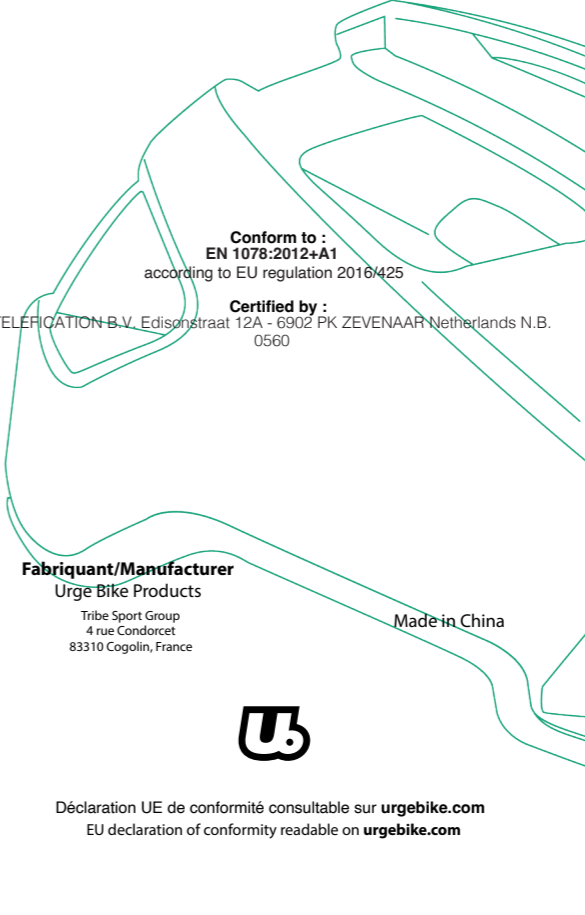 Conform to :
EN 1078:2012+A1
according to EU regulation 2016/425
Certified by :
TELEFICATION B.V. Edisonstraat 12A - 6902 PK ZEVENAAR Netherlands N.B.
0560
Fabriquant/Manufacturer
Urge Bike Products
Tribe Sport Group
4 rue Condorcet
83310 Cogolin, France
Made in China
U.
Déclaration UE de conformité consultable sur urgebike.com
EU declaration of conformity readable on urgebike.com